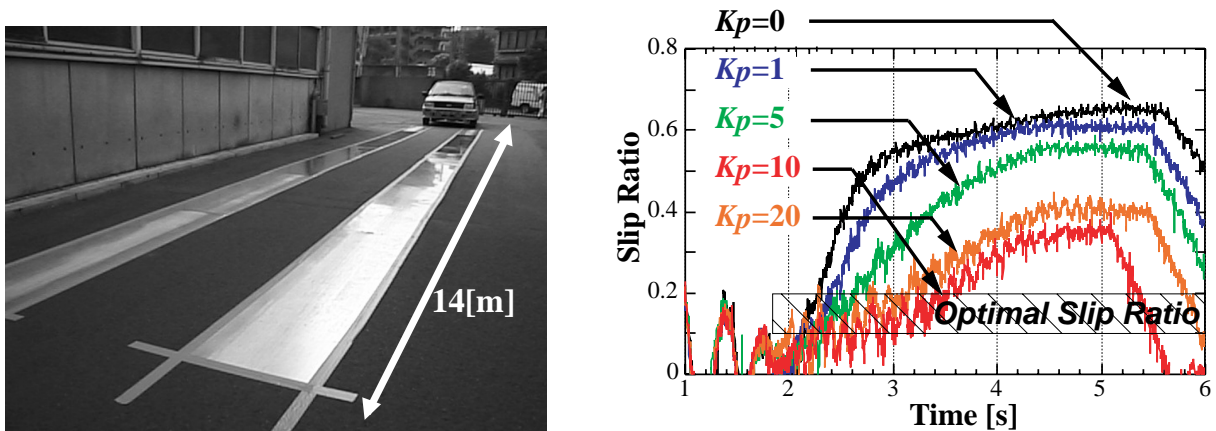 14[m]
Kp=0
Kp=1
Kp=5
Kp=10
Kp=20
0.8
0.6
0.4
0.2
0
Slip Ratio
Optimal Slip Ratio
1 2 3 4 5 6
Time [s]